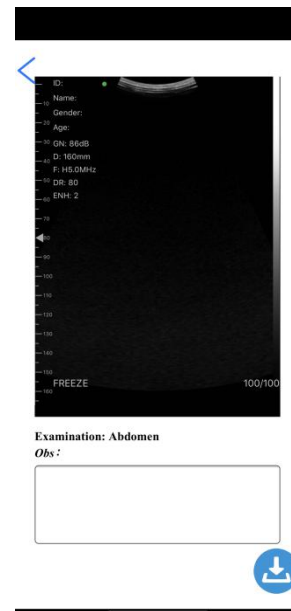 ID:
Name:
Gender:
Age:
GN: 86dB
D: 160mm
F: H5.0MHz
DR: 80
ENH: 2
10
20
30
40
50
60
70
80
90
100
110
120
130
140
150
160
FREEZE 100/100
Examination: Abdomen
Obs :